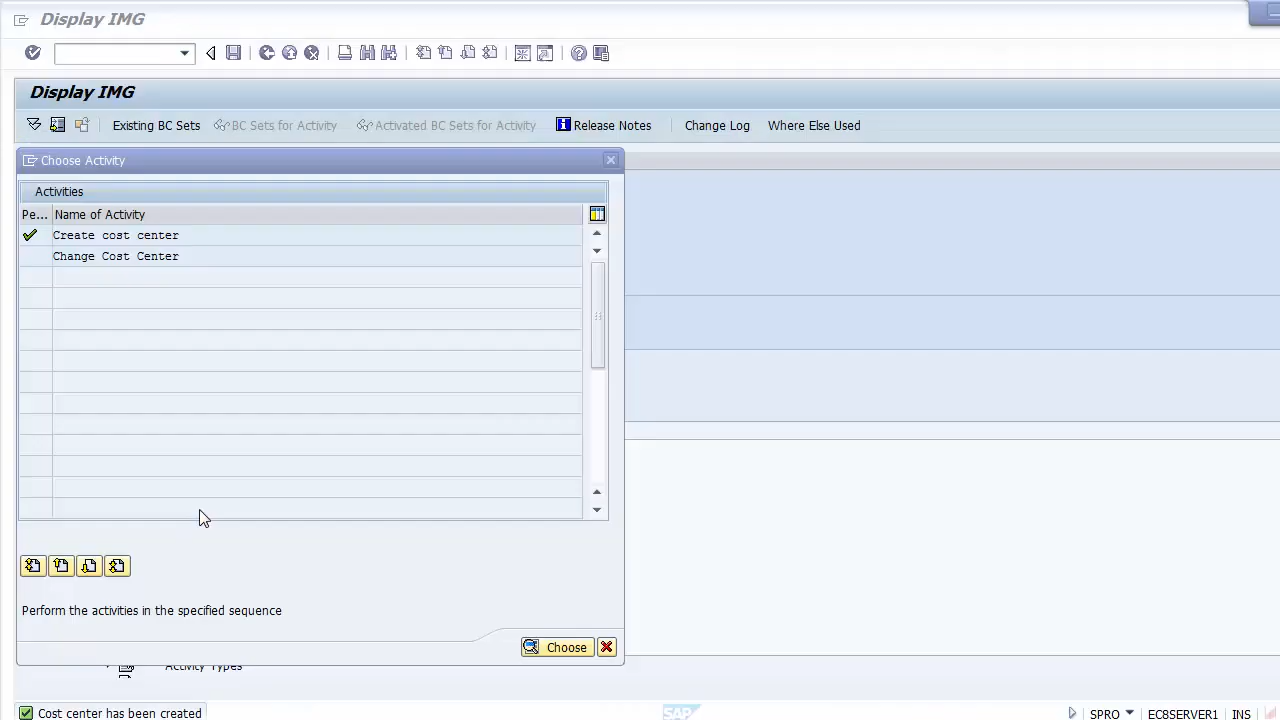 Display IMG
Display IMG
Existing BC Sets BC Sets for Activity Activated BC Sets for Activity Release Notes Change Log Where Else Used
Choose Activity
Activities
Pe... Name of Activity
Create cost center
Change Cost Center
Perform the activities in the specified sequence
Choose
Activity Types
Cost center has been created
SAP
SPRO EC8SERVER1 INS